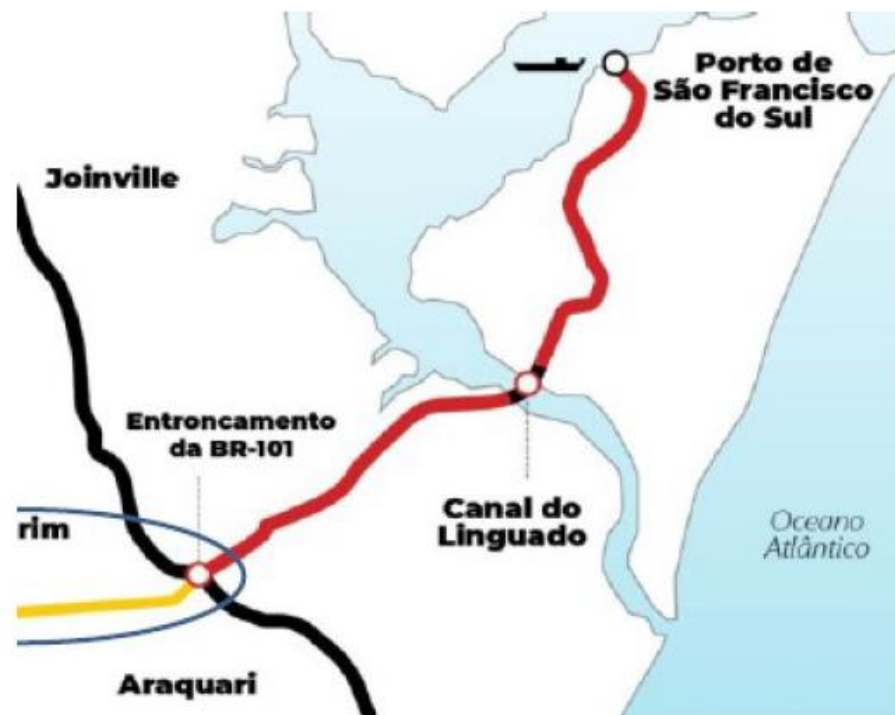 Porto de
São Francisco
do Sul
Joinville
Entroncamento
da BR-101
Canal do
Linguado
rim
Oceano
Atlântico
Araquari